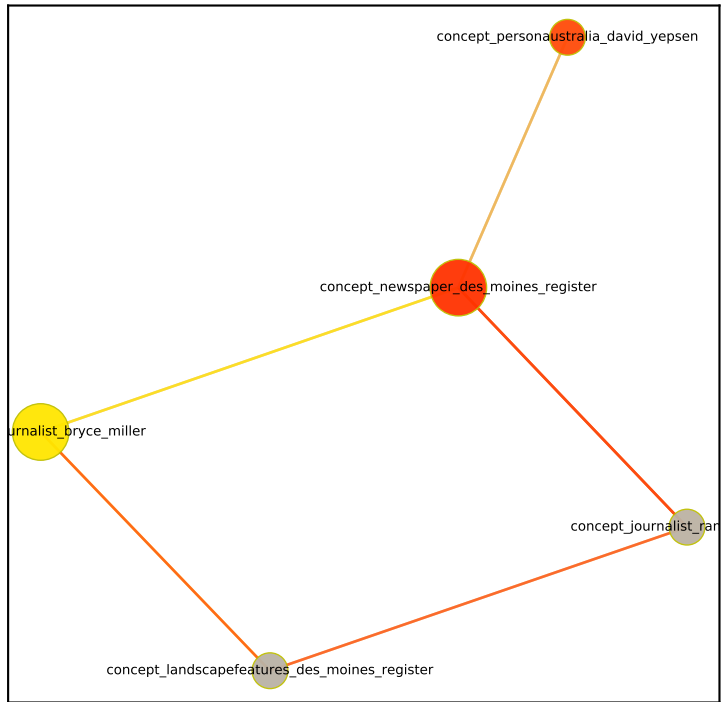 concept_personaustralia_david_yepsen
concept_newspaper_des_moines_register
urnalist_bryce_miller
concept_journalist_ran
concept_landscapefeatures_des_moines_register